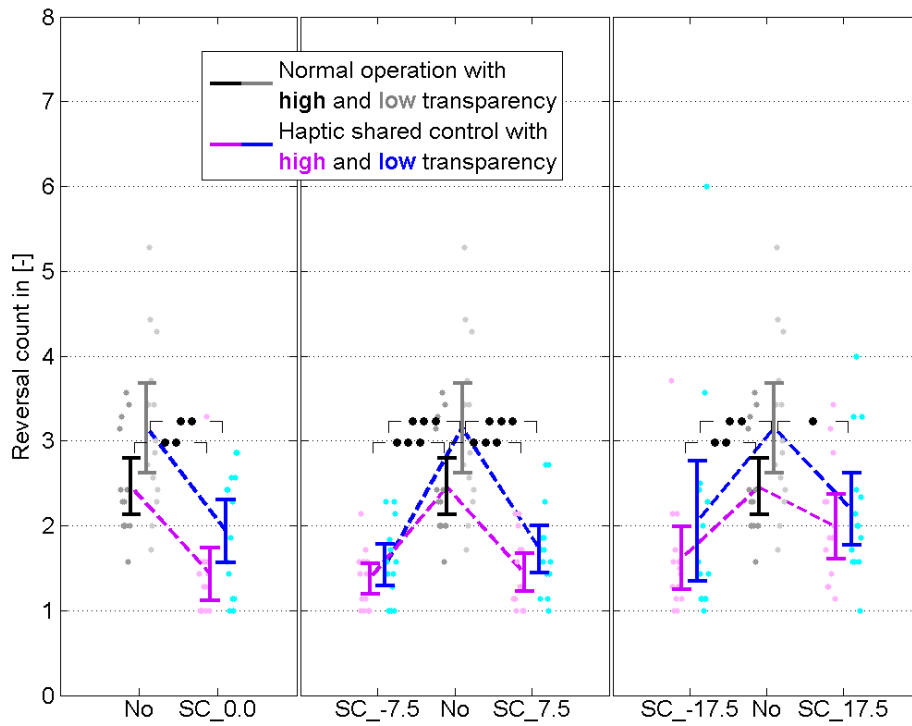 8
7
6
5
4
3
2
1
0
Reversal count in [-]
Normal operation with
high and low transparency
Haptic shared control with
high and low transparency
No SC_0.0
SC_-7.5 No SC_7.5
SC_-17.5 No SC_17.5